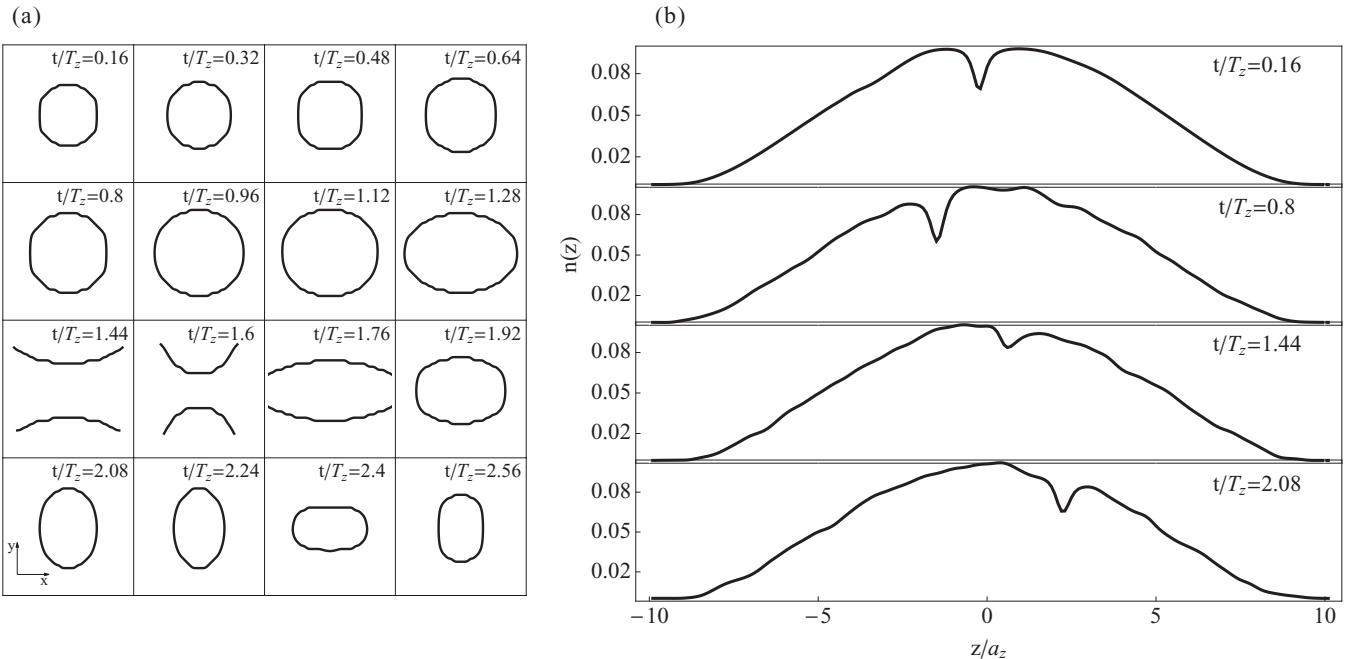 (a)
t/T_z=0.16 t/T_z=0.32 t/T_z=0.48 t/T_z=0.64
t/T_z=0.8 t/T_z=0.96 t/T_z=1.12 t/T_z=1.28
t/T_z=1.44 t/T_z=1.6 t/T_z=1.76 t/T_z=1.92
t/T_z=2.08 t/T_z=2.24 t/T_z=2.4 t/T_z=2.56
y
x
(b)
t/T_z=0.16
0.08
0.05
0.02
t/T_z=0.8
0.08
0.05
0.02
n(z)
t/T_z=1.44
0.08
0.05
0.02
t/T_z=2.08
0.08
0.05
0.02
−10 −5 0 5 10
z/a_z